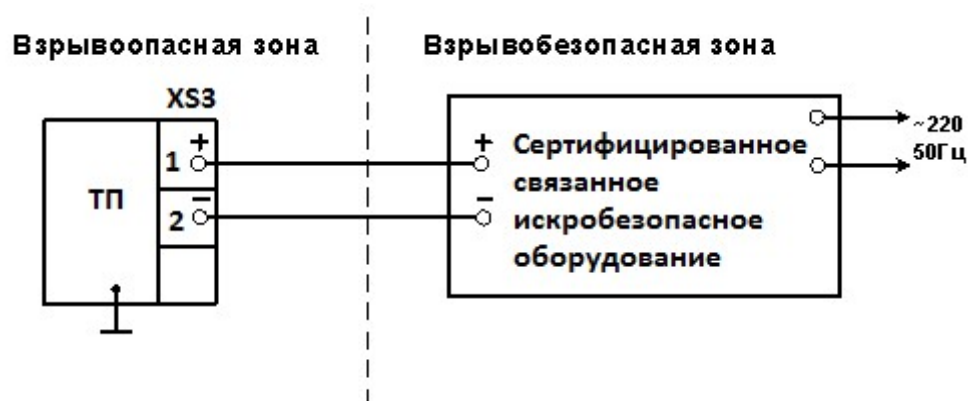 Взрывоопасная зона
Взрывобезопасная зона
XS3
+
1
ТП
−
2
+
−
Сертифицированное
связанное
искробезопасное
оборудование
~220
50Гц